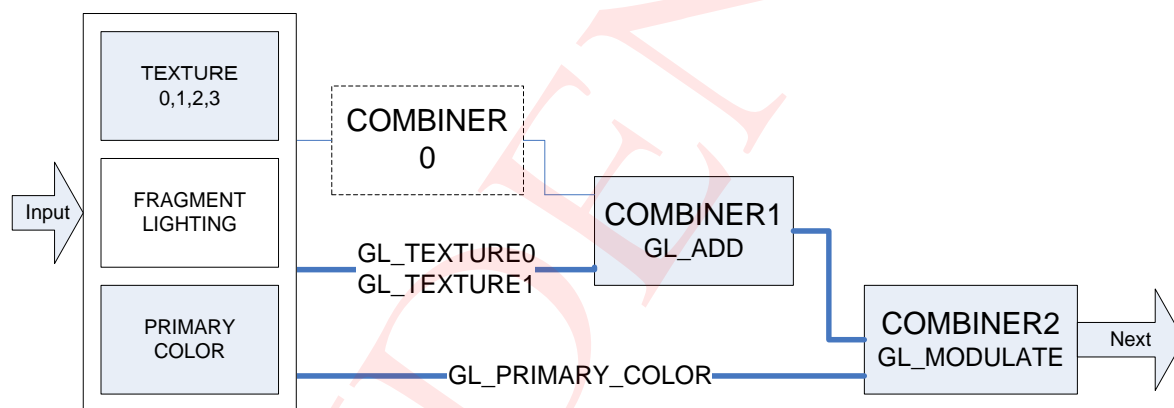 Input
TEXTURE
0,1,2,3
FRAGMENT
LIGHTING
PRIMARY
COLOR
COMBINER
0
GL_TEXTURE0
GL_TEXTURE1
GL_PRIMARY_COLOR
COMBINER1
GL_ADD
COMBINER2
GL_MODULATE
Next